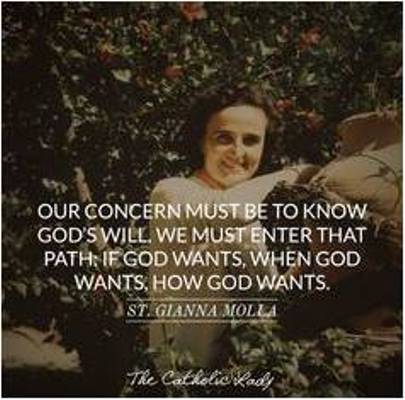 OUR CONCERN MUST BE TO KNOW
GOD'S WILL. WE MUST ENTER THAT
PATH: IF GOD WANTS, WHEN GOD
WANTS, HOW GOD WANTS.
ST. GIANNA MOLLA
The Catholic Lady